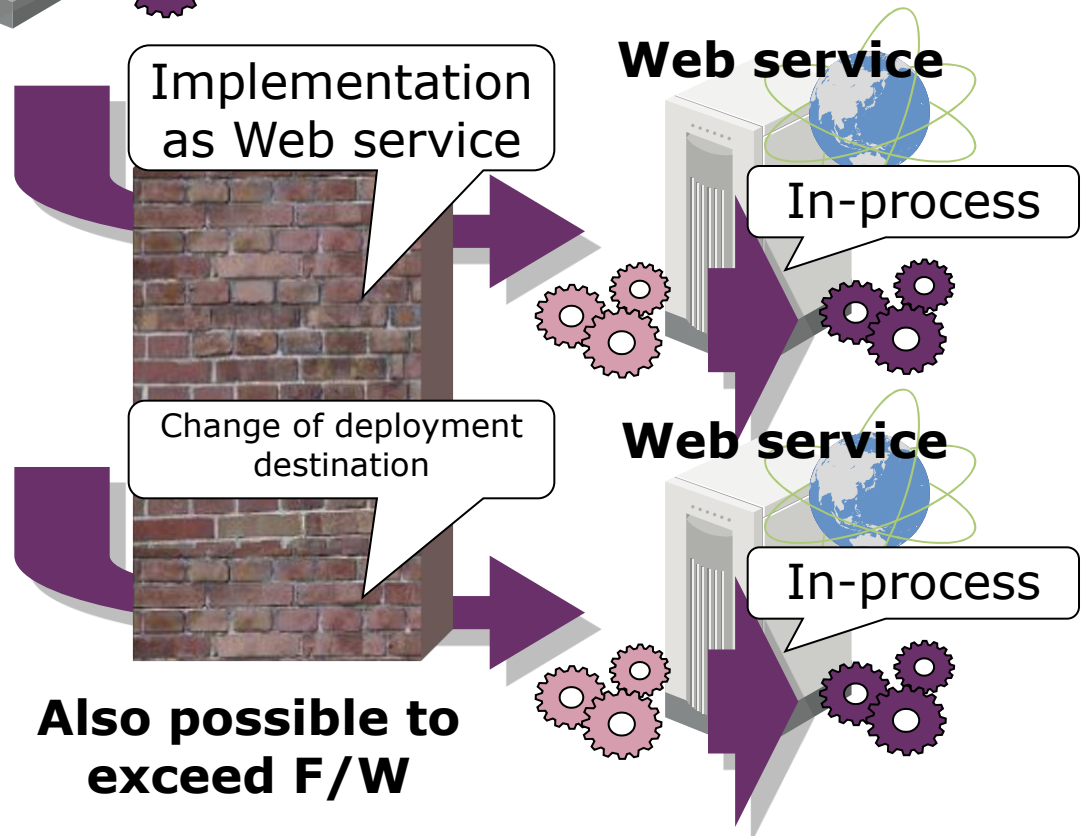 Implementation
as Web service
Web service
In-process
Change of deployment
destination
Web service
In-process
Also possible to
exceed F/W